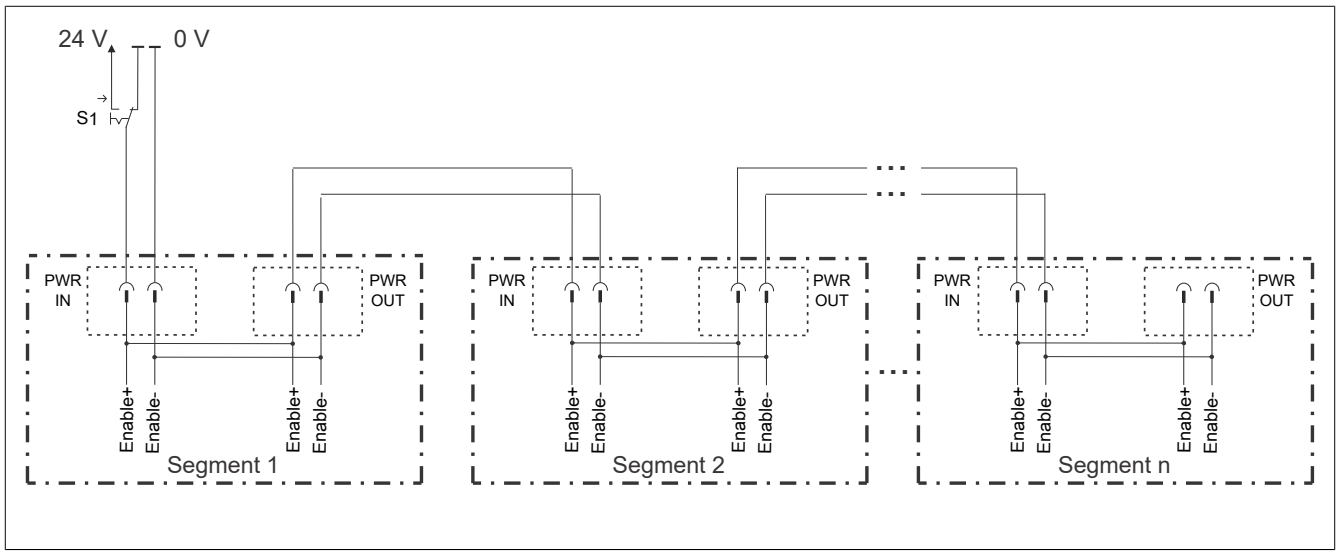 24 V
0 V
S1
PWR
IN
PWR
OUT
Enable+
Enable-
Enable+
Enable-
Segment 1
PWR
IN
PWR
OUT
Enable+
Enable-
Enable+
Enable-
Segment 2
PWR
IN
PWR
OUT
Enable+
Enable-
Enable+
Enable-
Segment n